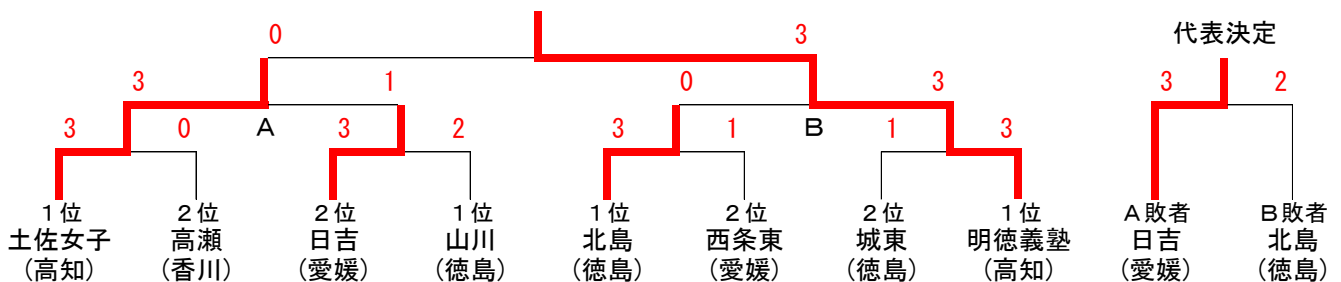 0 3 代表決定
3 1 0 3 3 2
3 0 A 3 2 3 1 B 1 3
1位 2位 2位 1位 1位 2位 2位 1位 A敗者 B敗者
土佐女子 高瀬 日吉 山川 北島 西条東 城東 明徳義塾 日吉 北島
(高知) (香川) (愛媛) (徳島) (徳島) (愛媛) (徳島) (高知) (愛媛) (徳島)